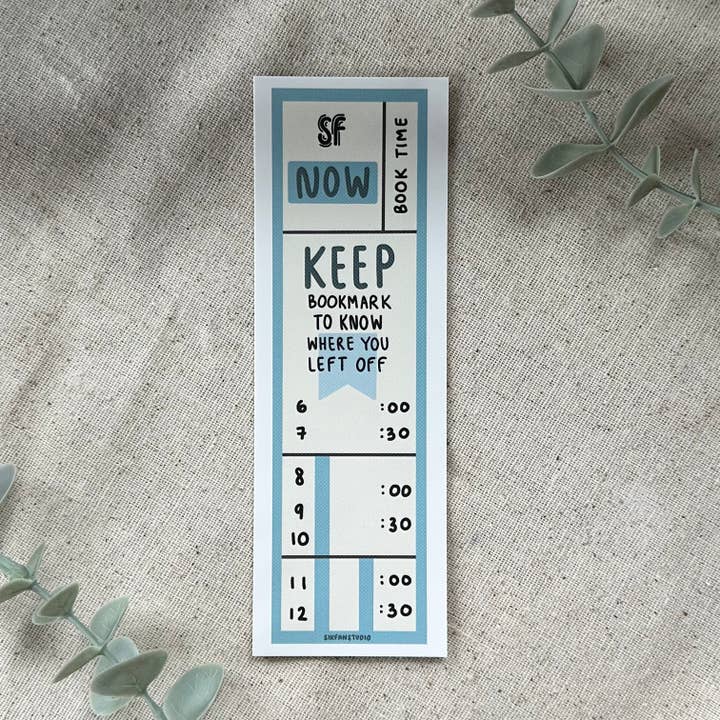 SF
NOW
BOOK TIME
KEEP
BOOKMARK
TO KNOW
WHERE YOU
LEFT OFF
6 :00
7 :30
8
:00
9
:30
10
11 :00
12 :30
SIKFANSTUDIO